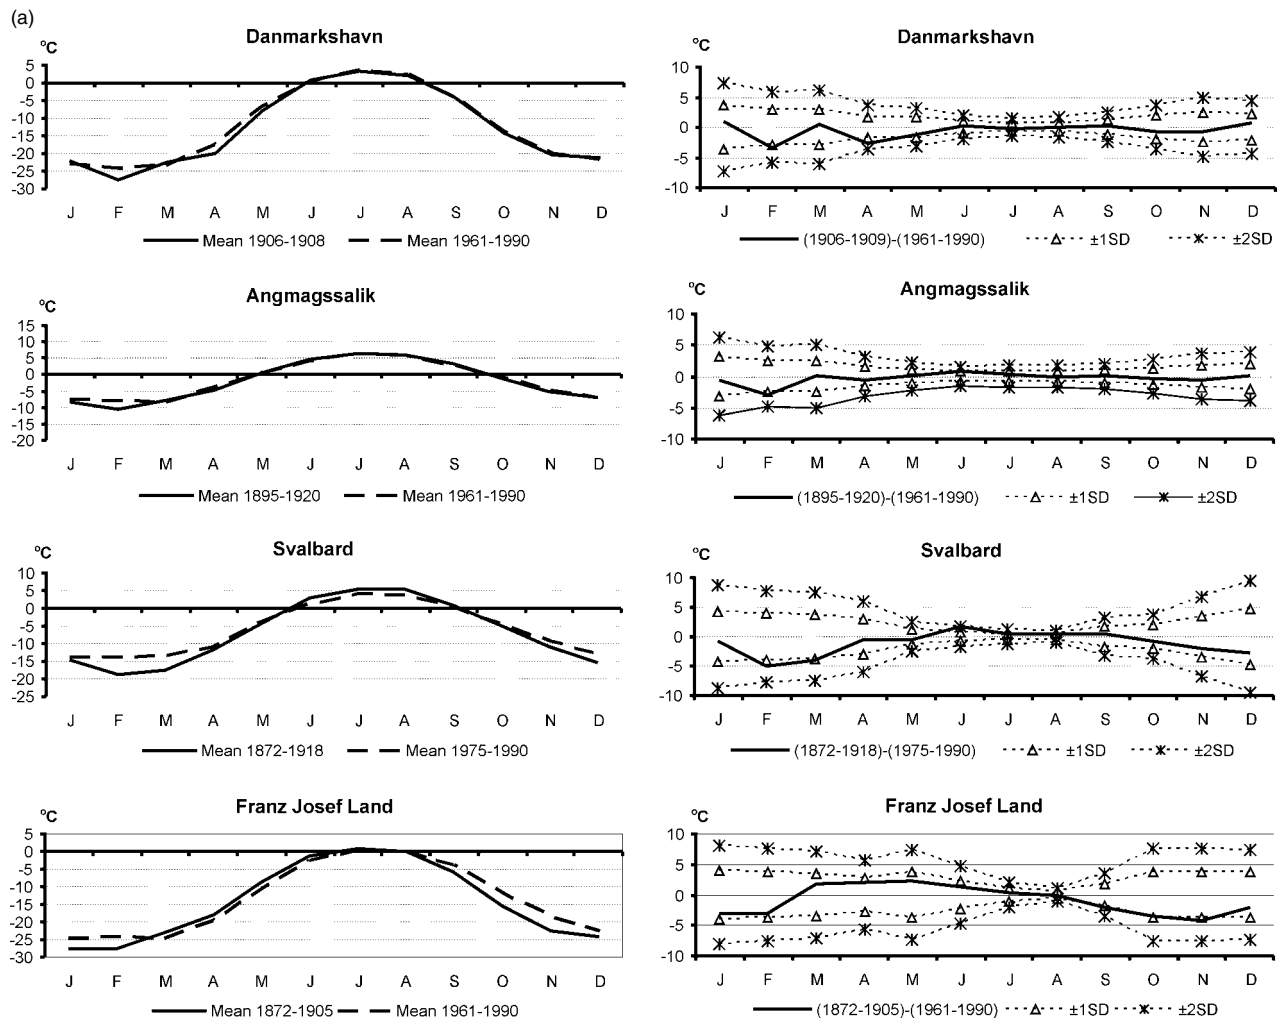 (a)
Danmarkshavn
°C
5
0
-5
-10
-15
-20
-25
-30
J F M A M J J A S O N D
Mean 1906-1908 Mean 1961-1990
Danmarkshavn
°C
10
5
0
-5
-10
J F M A M J J A S O N D
(1906-1909)-(1961-1990) ±1SD ±2SD
Angmagssalik
°C
15
10
5
0
-5
-10
-15
-20
J F M A M J J A S O N D
Mean 1895-1920 Mean 1961-1990
Angmagssalik
°C
10
5
0
-5
-10
J F M A M J J A S O N D
(1895-1920)-(1961-1990) ±1SD ±2SD
Svalbard
°C
10
5
0
-5
-10
-15
-20
-25
J F M A M J J A S O N D
Mean 1872-1918 Mean 1975-1990
Svalbard
°C
10
5
0
-5
-10
J F M A M J J A S O N D
(1872-1918)-(1975-1990) ±1SD ±2SD
Franz Josef Land
°C
5
0
-5
-10
-15
-20
-25
-30
J F M A M J J A S O N D
Mean 1872-1905 Mean 1961-1990
Franz Josef Land
°C
10
5
0
-5
-10
J F M A M J J A S O N D
(1872-1905)-(1961-1990) ±1SD ±2SD